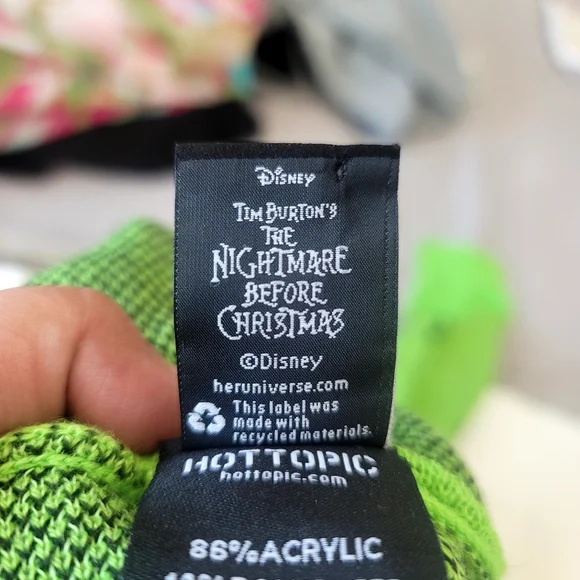 Disney
TIM BURTON'S
THE
NIGHTMARE
BEFORE
CHRISTMAS
©Disney
heruniverse.com
This label was
made with
recycled materials.
HOTTOPIC
hottopic.com
86%ACRYLIC